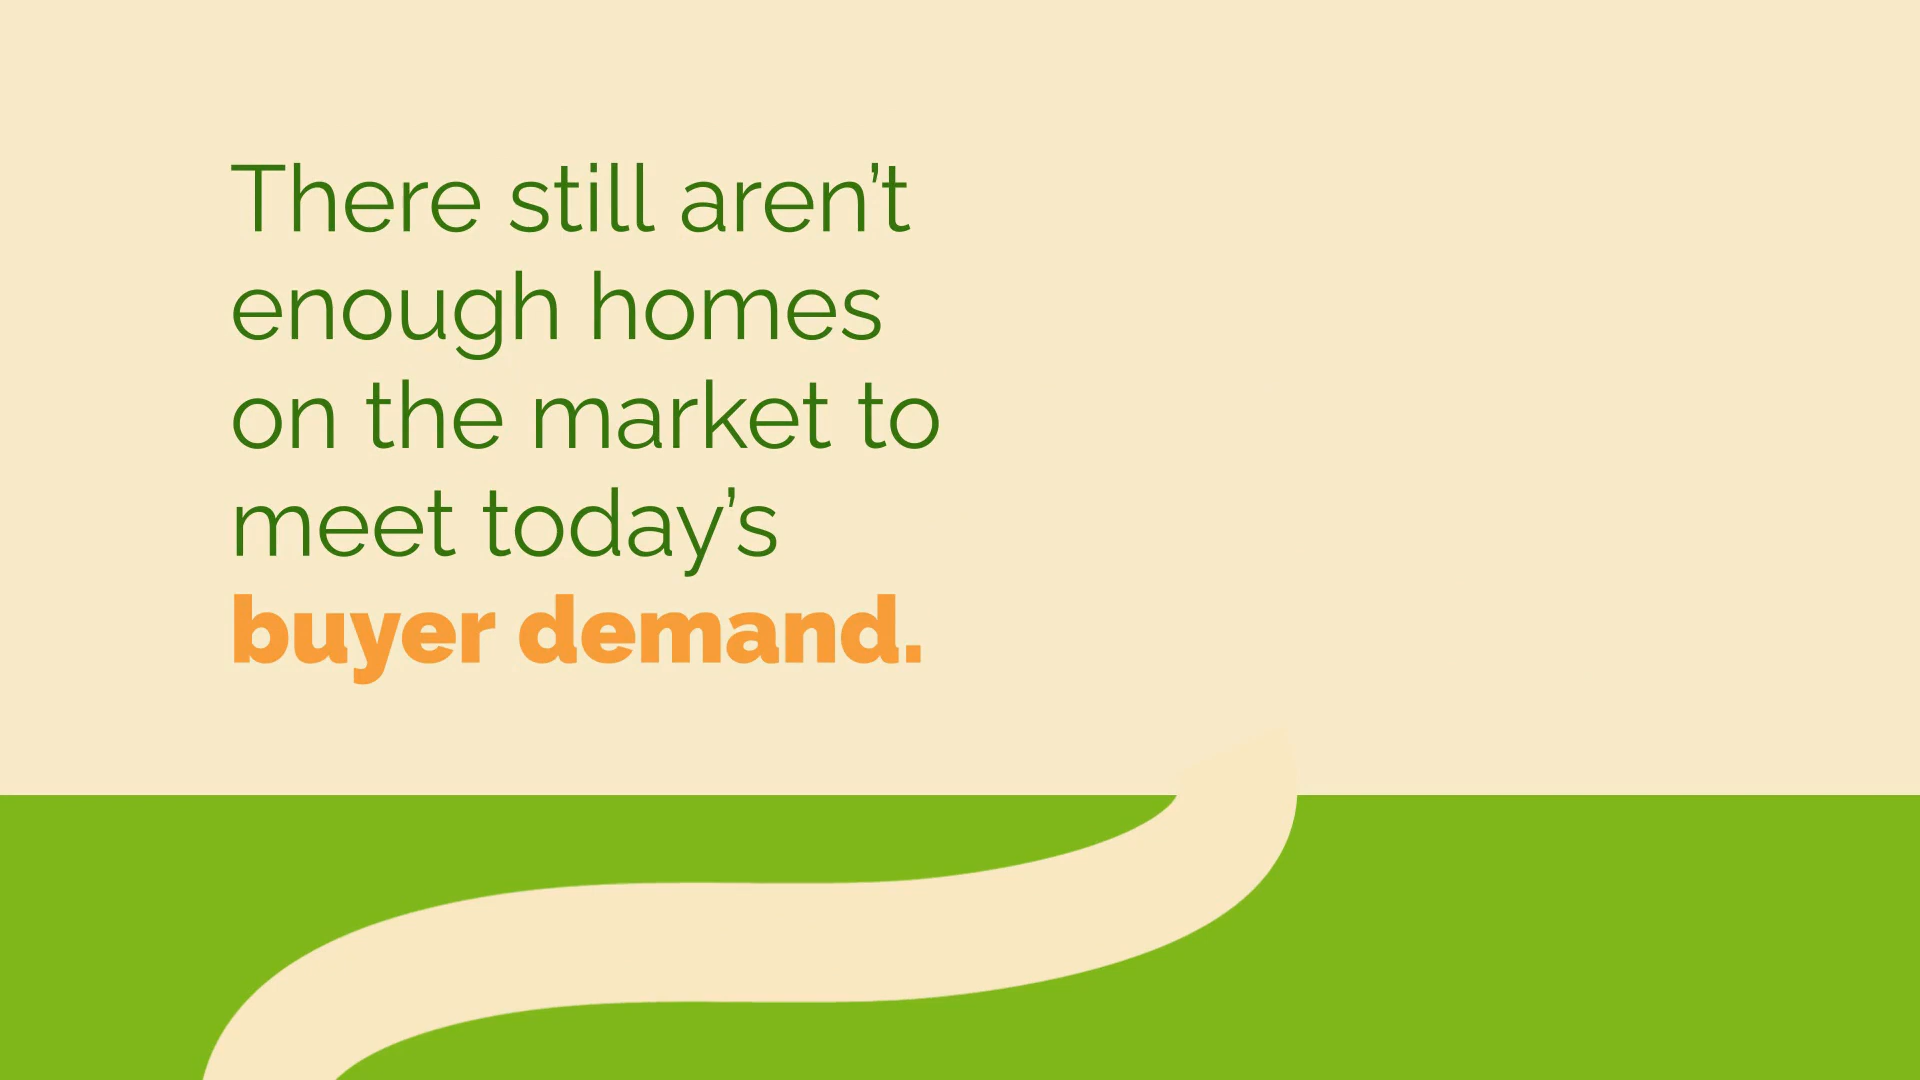 There still aren’t
enough homes
on the market to
meet today’s
buyer demand.